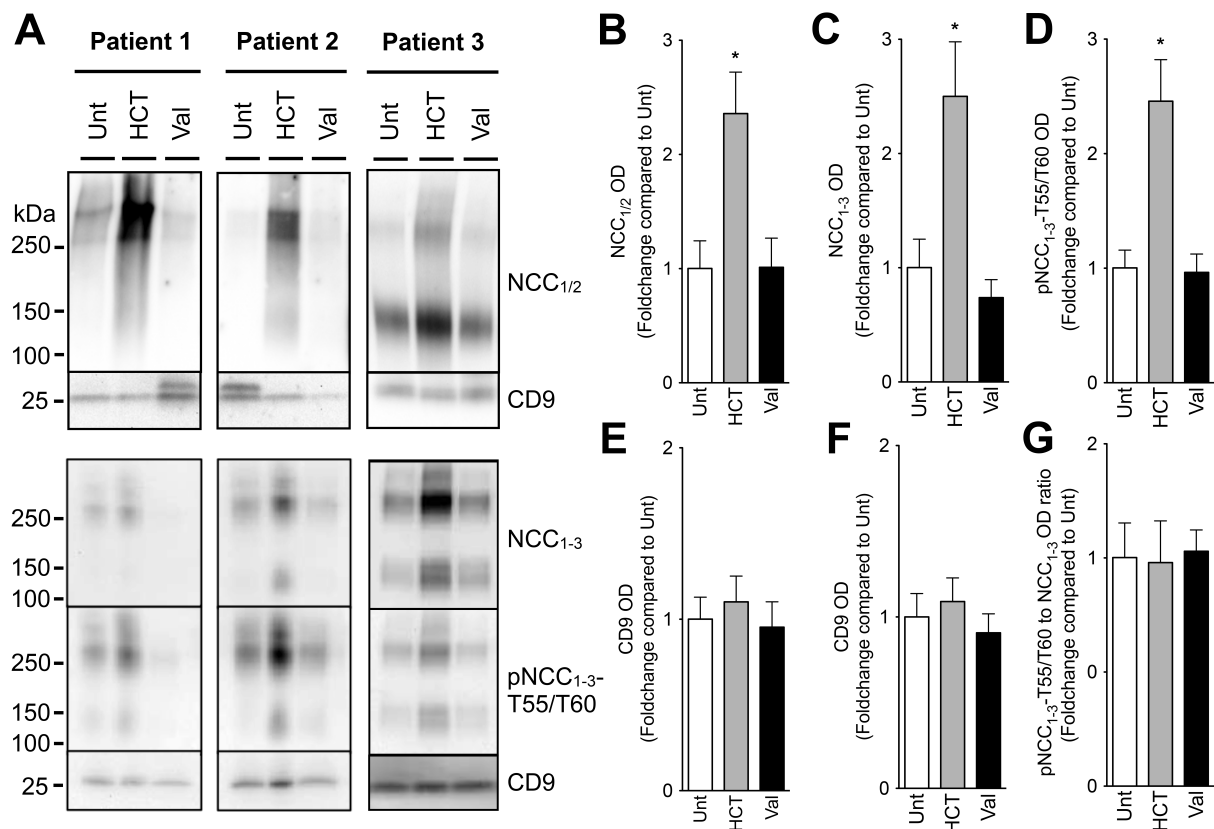 A
Patient 1
Patient 2
Patient 3
Unt
HCT
Val
Unt
HCT
Val
Unt
HCT
Val
kDa
250
150
100
NCC1/2
25
CD9
250
150
100
NCC1-3
250
150
100
pNCC1-3-
T55/T60
25
CD9
B
NCC1/2 OD
(Foldchange compared to Unt)
3
2
1
0
*
Unt
HCT
Val
C
NCC1-3 OD
(Foldchange compared to Unt)
3
2
1
0
*
Unt
HCT
Val
D
pNCC1-3-T55/T60 OD
(Foldchange compared to Unt)
3
2
1
0
*
Unt
HCT
Val
E
CD9 OD
(Foldchange compared to Unt)
2
1
0
Unt
HCT
Val
F
CD9 OD
(Foldchange compared to Unt)
2
1
0
Unt
HCT
Val
G
pNCC1-3-T55/T60 to NCC1-3 OD ratio
(Foldchange compared to Unt)
2
1
0
0
Unt
HCT
Val